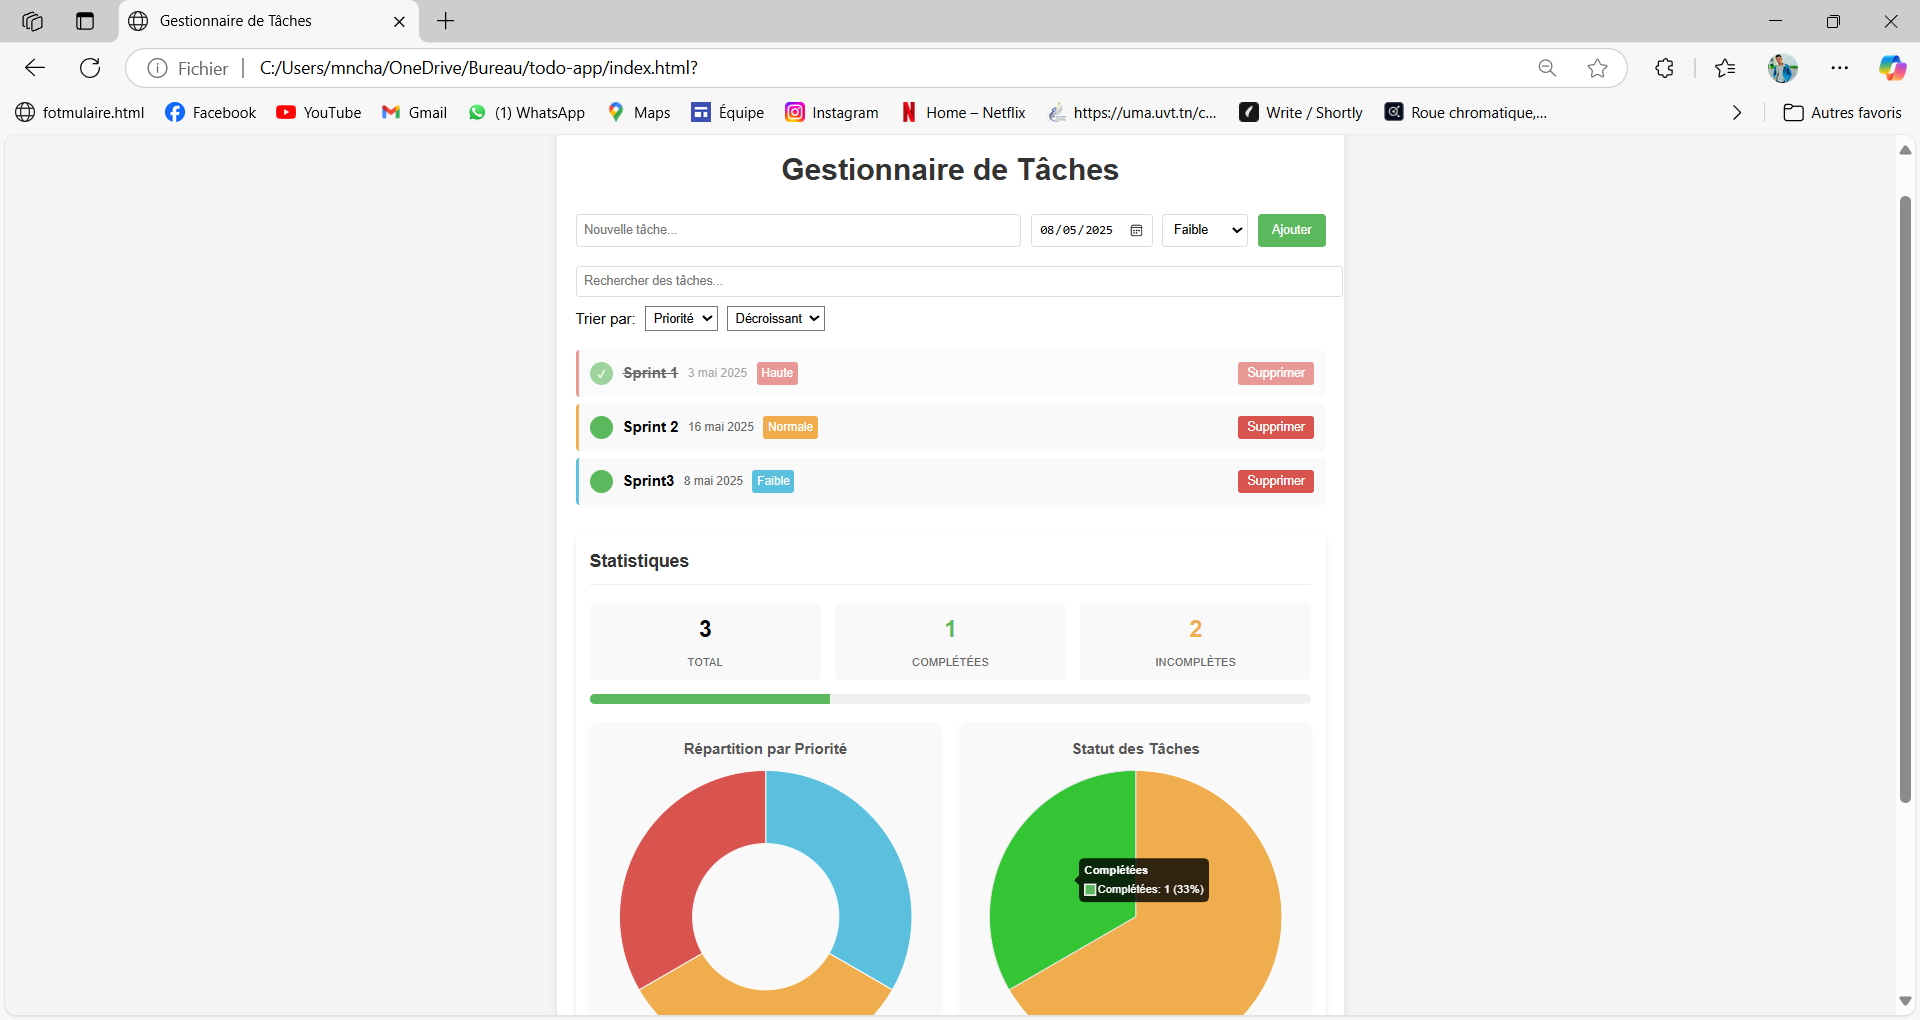 Gestionnaire de Tâches
Fichier C:/Users/mncha/OneDrive/Bureau/todo-app/index.html?
fotmulaire.html Facebook YouTube Gmail (1) WhatsApp Maps Équipe Instagram Home – Netflix https://uma.uvt.tn/c... Write / Shortly Roue chromatique,... Autres favoris
Gestionnaire de Tâches
Nouvelle tâche... 08/05/2025 Faible Ajouter
Rechercher des tâches...
Trier par: Priorité Décroissant
✓ Sprint 1 3 mai 2025 Haute Supprimer
Sprint 2 16 mai 2025 Normale Supprimer
Sprint3 8 mai 2025 Faible Supprimer
Statistiques
3 1 2
TOTAL COMPLÉTÉES INCOMPLÈTES
Répartition par Priorité Statut des Tâches
Complétées
Complétées: 1 (33%)